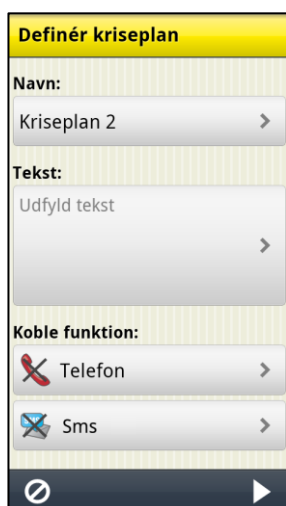 Definér kriseplan
Navn:
Kriseplan 2
Tekst:
Udfyld tekst
Koble funktion:
Telefon
Sms